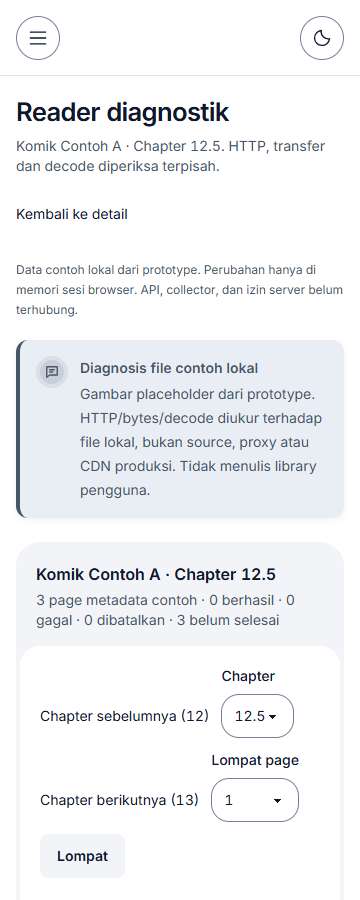 Reader diagnostik
Komik Contoh A · Chapter 12.5. HTTP, transfer
dan decode diperiksa terpisah.
Kembali ke detail
Data contoh lokal dari prototype. Perubahan hanya di
memori sesi browser. API, collector, dan izin server belum
terhubung.
Diagnosis file contoh lokal
Gambar placeholder dari prototype.
HTTP/bytes/decode diukur terhadap
file lokal, bukan source, proxy atau
CDN produksi. Tidak menulis library
pengguna.
Komik Contoh A · Chapter 12.5
3 page metadata contoh · 0 berhasil · 0
gagal · 0 dibatalkan · 3 belum selesai
Chapter
Chapter sebelumnya (12)
12.5
Lompat page
Chapter berikutnya (13)
1
Lompat